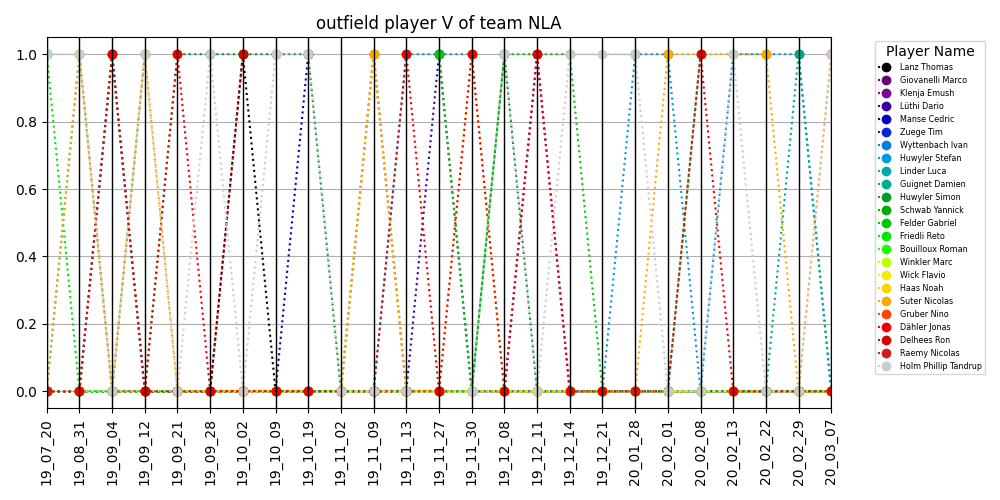 outfield player V of team NLA
1.0
0.8
0.6
0.4
0.2
0.0
19_07_20
19_08_31
19_09_04
19_09_12
19_09_21
19_09_28
19_10_02
19_10_09
19_10_19
19_11_02
19_11_09
19_11_13
19_11_27
19_11_30
19_12_08
19_12_11
19_12_14
19_12_21
20_01_28
20_02_01
20_02_08
20_02_13
20_02_22
20_02_29
20_03_07
Player Name
Lanz Thomas
Giovanelli Marco
Klenja Emush
Lüthi Dario
Manse Cedric
Zuege Tim
Wyttenbach Ivan
Huwyler Stefan
Linder Luca
Guignet Damien
Huwyler Simon
Schwab Yannick
Felder Gabriel
Friedli Reto
Bouilloux Roman
Winkler Marc
Wick Flavio
Haas Noah
Suter Nicolas
Gruber Nino
Dähler Jonas
Delhees Ron
Raemy Nicolas
Holm Phillip Tandrup